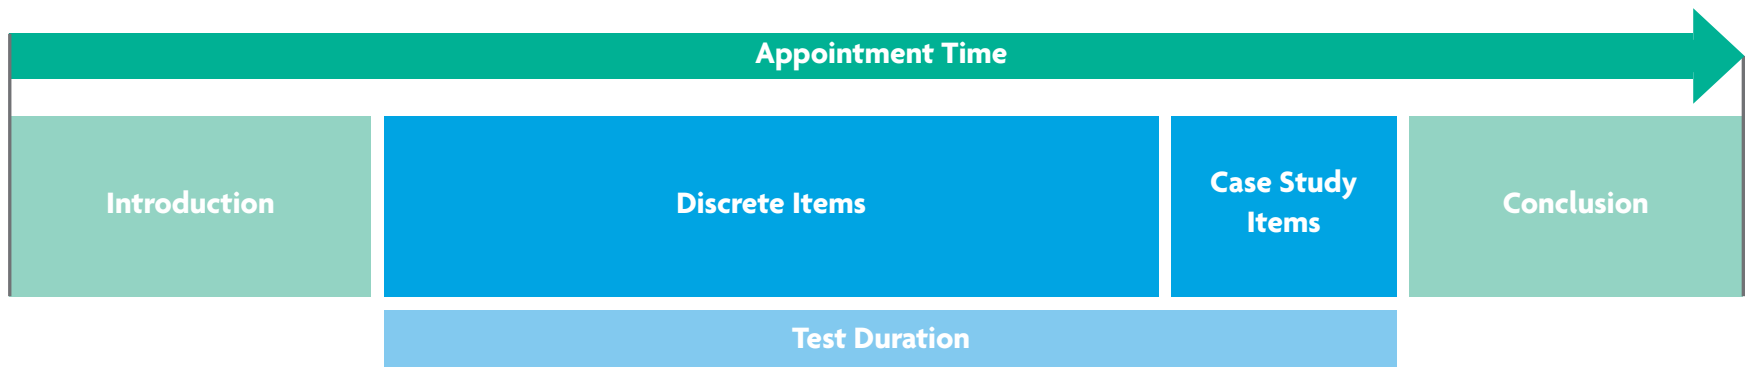 Appointment Time
Introduction
Discrete Items
Case Study
Items
Conclusion
Test Duration